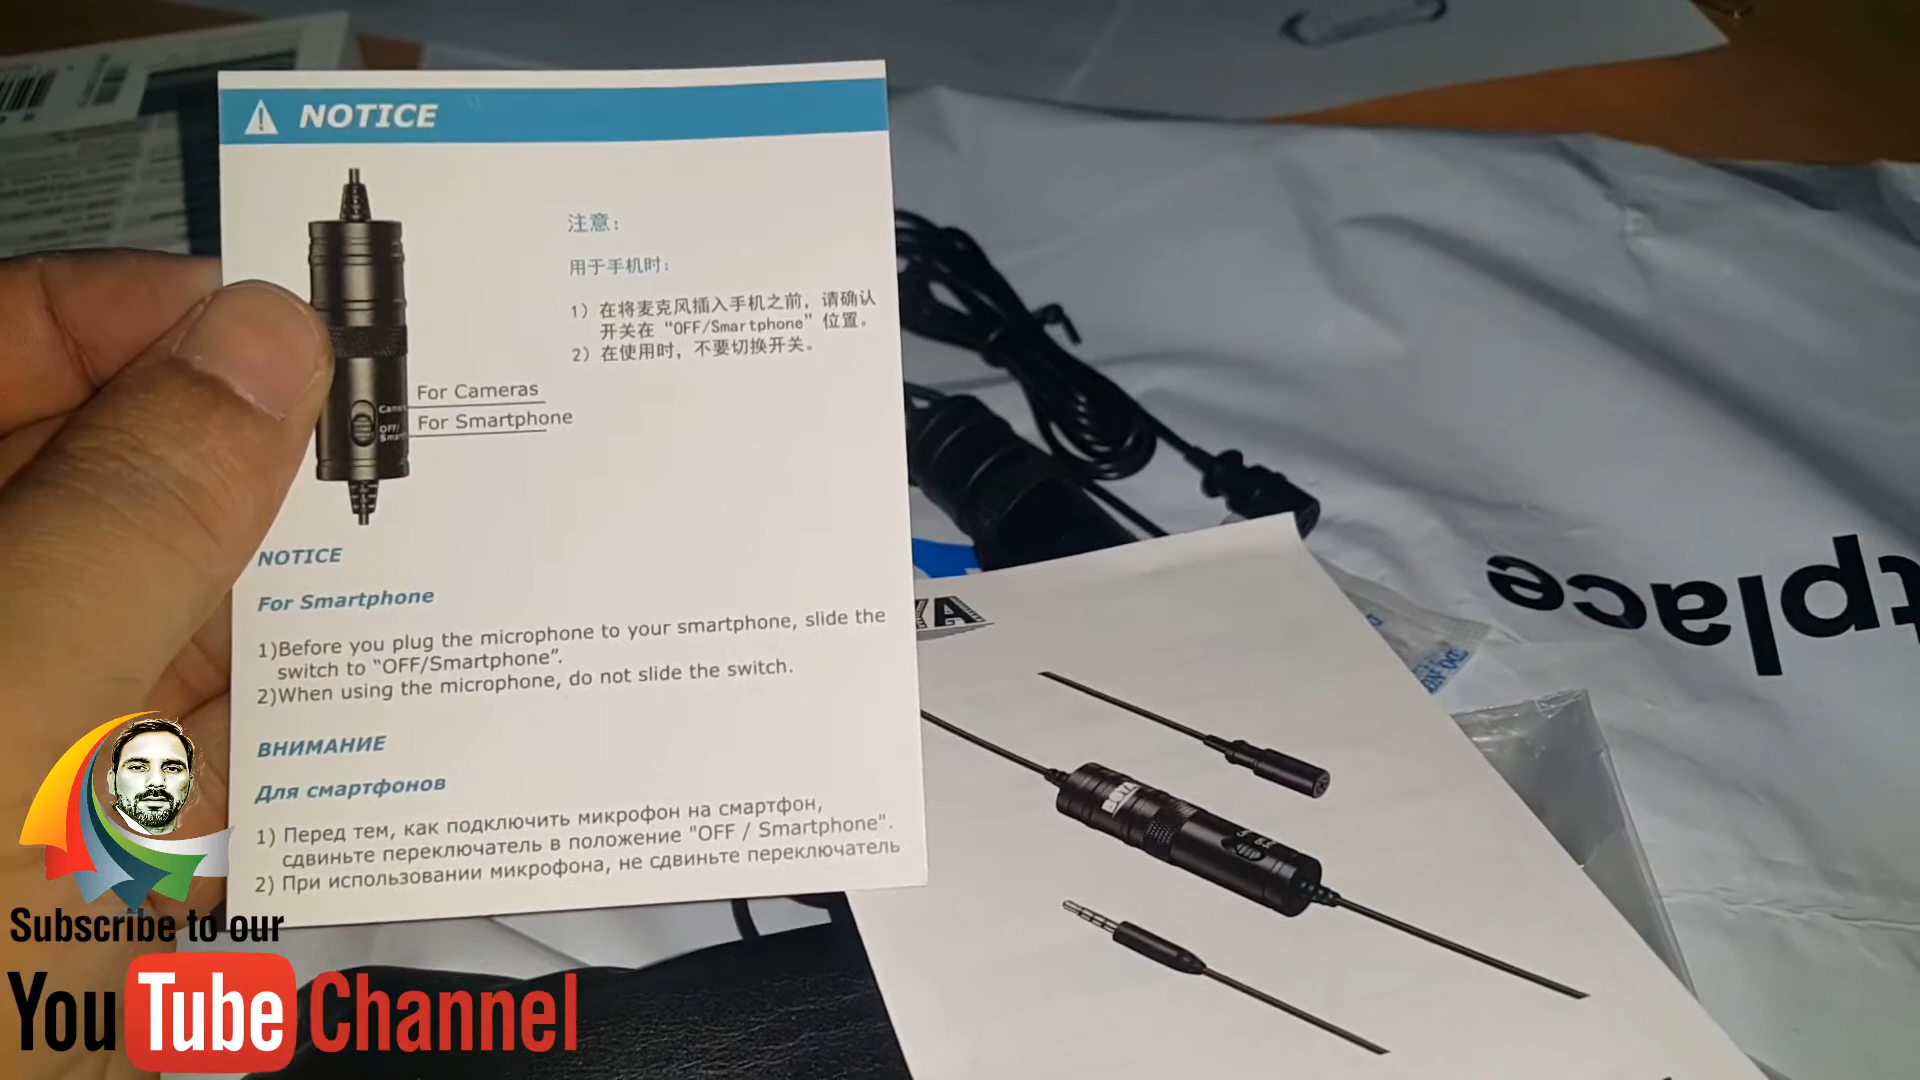 NOTICE
注意：
用于手机时：
1）在将麦克风插入手机之前，请确认
开关在 "OFF/Smartphone" 位置。
2）在使用时，不要切换开关。
For Cameras
For Smartphone
OFF/
NOTICE
For Smartphone
1)Before you plug the microphone to your smartphone, slide the
switch to “OFF/Smartphone”.
2)When using the microphone, do not slide the switch.
ВНИМАНИЕ
Для смартфонов
1) Перед тем, как подключить микрофон на смартфон,
сдвиньте переключатель в положение "OFF / Smartphone".
2) При использовании микрофона, не сдвиньте переключатель
YA
BOYA
place
Subscribe to our
YouTube Channel